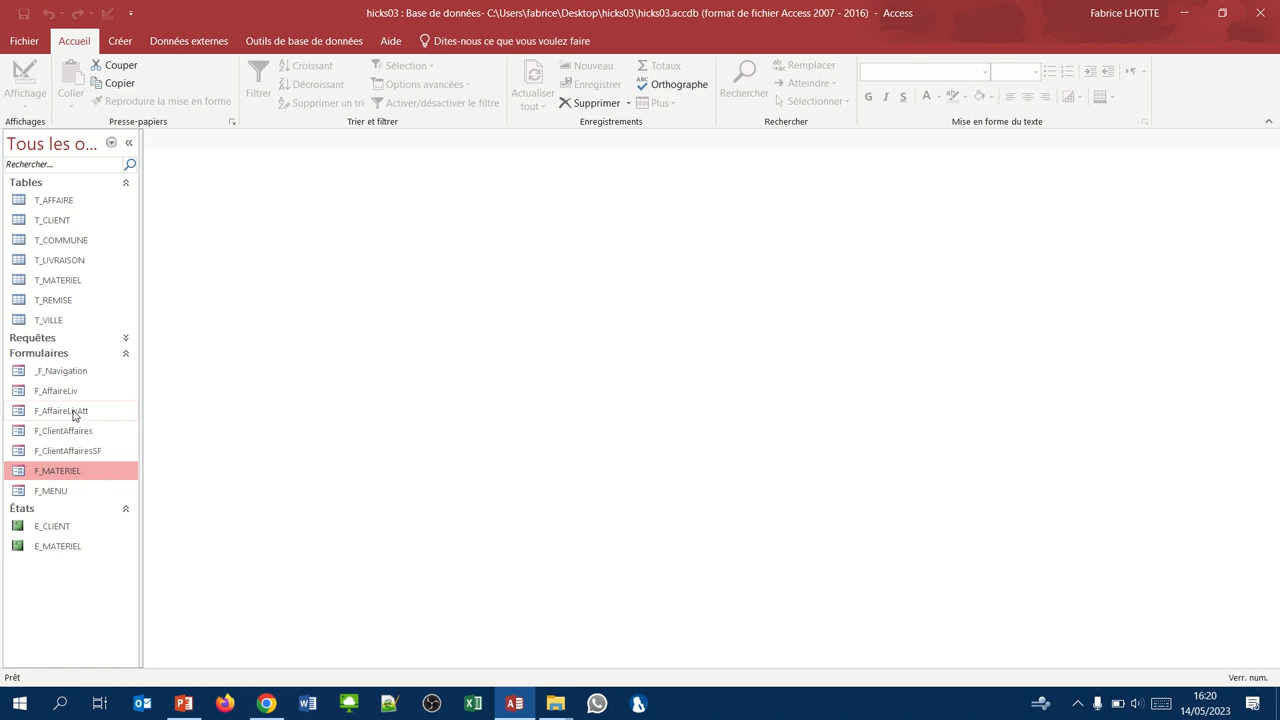 hicks03 : Base de données- C:\Users\fabrice\Desktop\hicks03\hicks03.accdb (format de fichier Access 2007 - 2016) - Access
Fabrice LHOTTE
Fichier
Accueil
Créer
Données externes
Outils de base de données
Aide
Dites-nous ce que vous voulez faire
Affichage
Coller
Couper
Copier
Reproduire la mise en forme
Filtrer
Croissant
Décroissant
Supprimer un tri
Sélection
Options avancées
Activer/désactiver le filtre
Actualiser tout
Nouveau
Enregistrer
Supprimer
Totaux
Orthographe
Plus
Rechercher
Remplacer
Atteindre
Sélectionner
G I S A
Affichages
Presse-papiers
Trier et filtrer
Enregistrements
Rechercher
Mise en forme du texte
Tous les o...
Rechercher...
Tables
T_AFFAIRE
T_CLIENT
T_COMMUNE
T_LIVRAISON
T_MATERIEL
T_REMISE
T_VILLE
Requêtes
Formulaires
_F_Navigation
F_AffaireLiv
F_AffaireLivAtt
F_ClientAffaires
F_ClientAffairesSF
F_MATERIEL
F_MENU
États
E_CLIENT
E_MATERIEL
Prêt
Verr. num.
16:20
14/05/2023